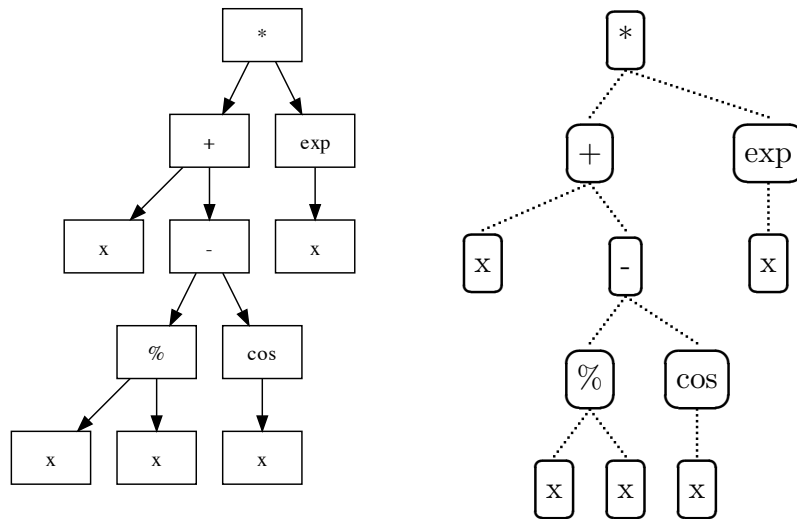 *
+ exp
x - x
% cos
x x x
*
+ exp
x - x
% cos
x x x